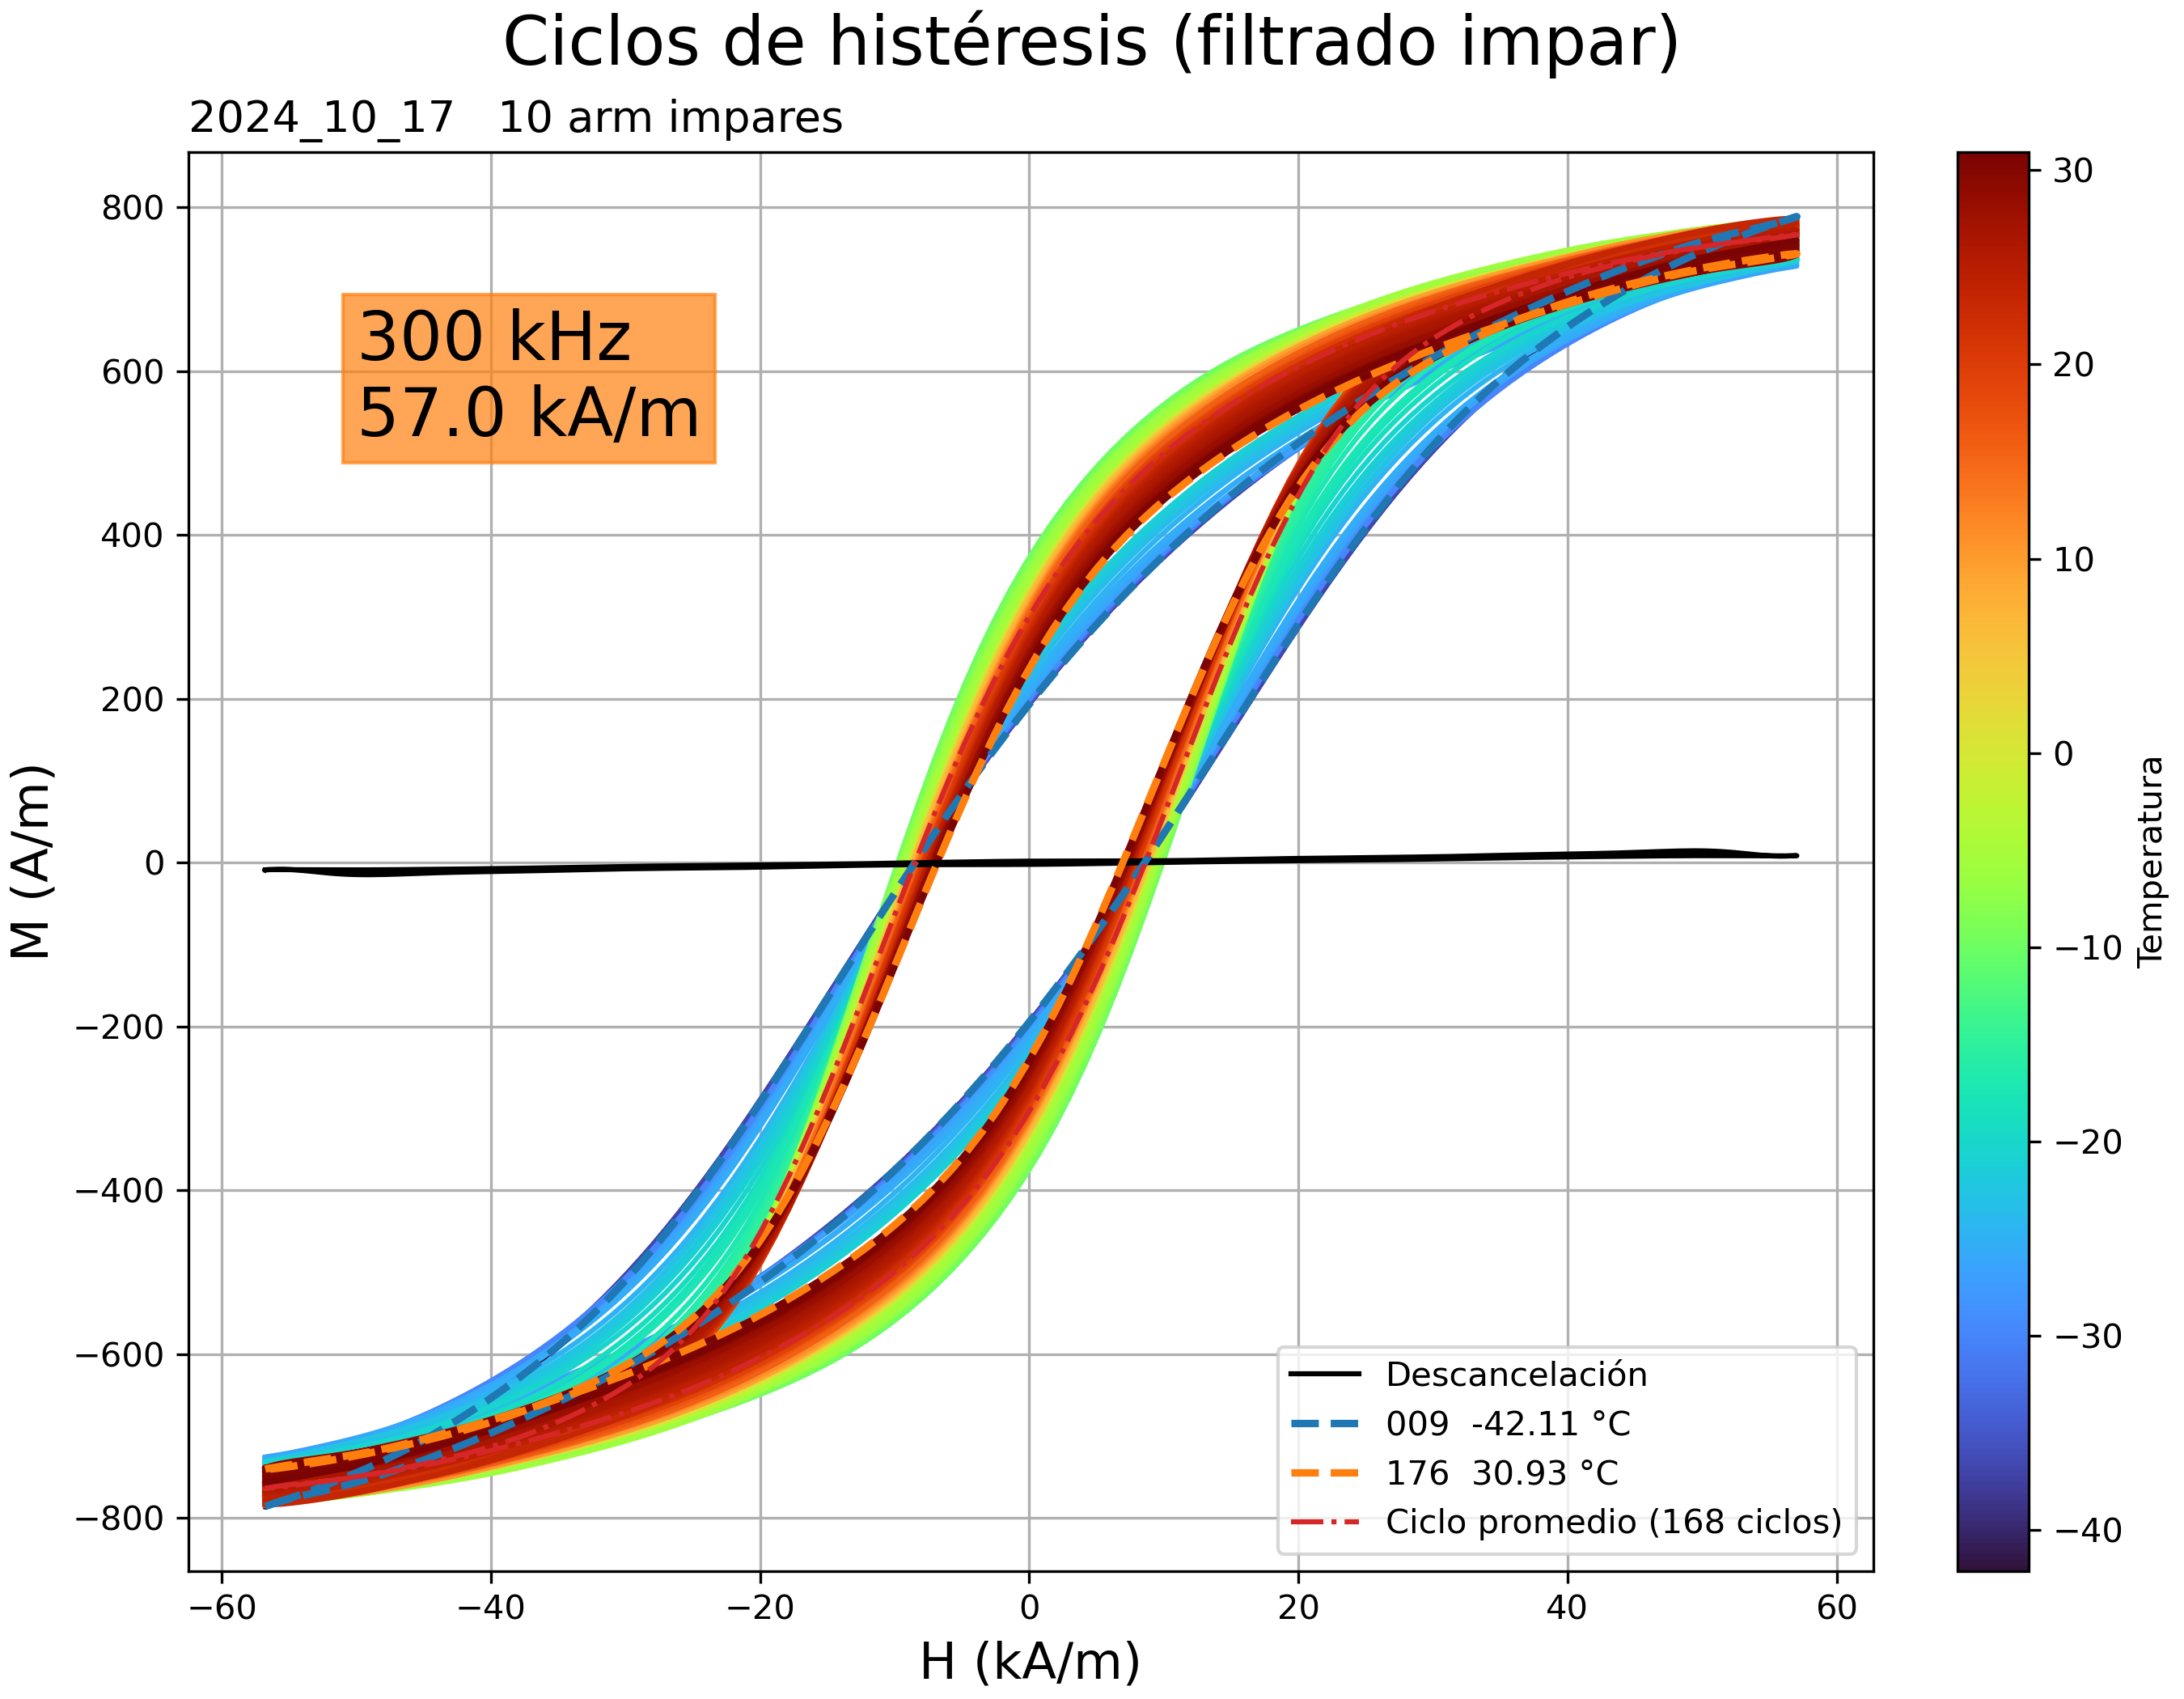 Ciclos de histéresis (filtrado impar)
2024_10_17   10 arm impares
300 kHz
57.0 kA/m
M (A/m)
800
600
400
200
0
−200
−400
−600
−800
−60
−40
−20
0
20
40
60
H (kA/m)
Descancelación
009  -42.11 °C
176  30.93 °C
Ciclo promedio (168 ciclos)
30
20
10
0
−10
−20
−30
−40
Temperatura